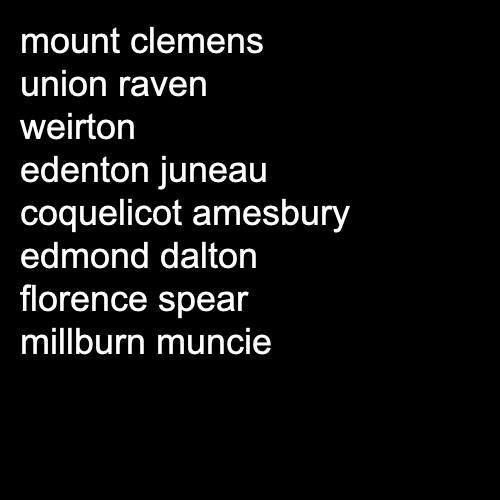 mount clemens
union raven
weirton
edenton juneau
coquelicot amesbury
edmond dalton
florence spear
millburn muncie